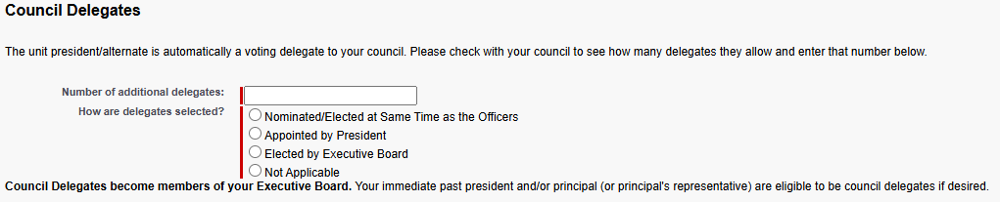 Council Delegates
The unit president/alternate is automatically a voting delegate to your council. Please check with your council to see how many delegates they allow and enter that number below.
Number of additional delegates:
How are delegates selected?
Nominated/Elected at Same Time as the Officers
Appointed by President
Elected by Executive Board
Not Applicable
Council Delegates become members of your Executive Board. Your immediate past president and/or principal (or principal's representative) are eligible to be council delegates if desired.